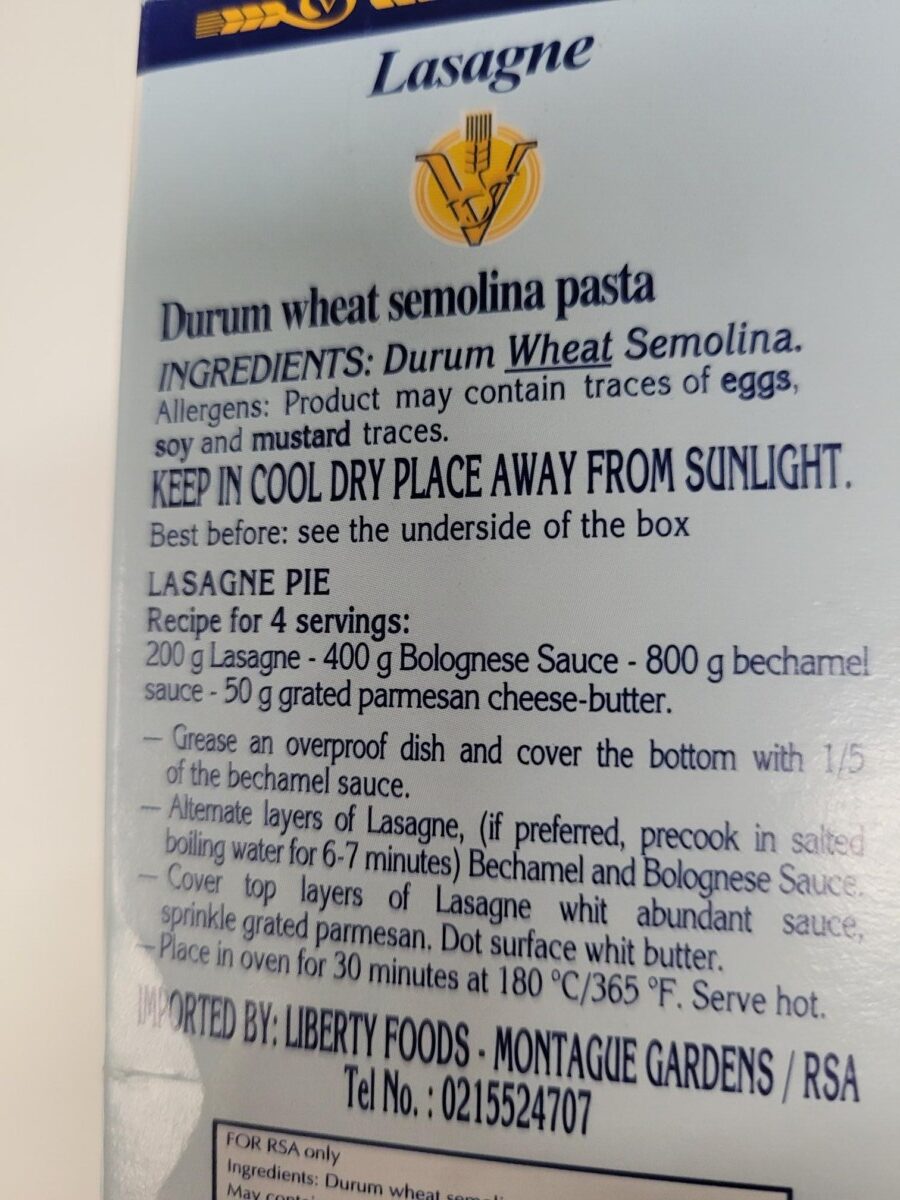 Lasagne
Durum wheat semolina pasta
INGREDIENTS: Durum Wheat Semolina.
Allergens: Product may contain traces of eggs,
soy and mustard traces.
KEEP IN COOL DRY PLACE AWAY FROM SUNLIGHT.
Best before: see the underside of the box
LASAGNE PIE
Recipe for 4 servings:
200 g Lasagne - 400 g Bolognese Sauce - 800 g bechamel
sauce - 50 g grated parmesan cheese-butter.
— Grease an overproof dish and cover the bottom with 1/5
of the bechamel sauce.
— Alternate layers of Lasagne, (if preferred, precook in salted
boiling water for 6-7 minutes) Bechamel and Bolognese Sauce.
— Cover top layers of Lasagne whit abundant sauce,
sprinkle grated parmesan. Dot surface whit butter.
— Place in oven for 30 minutes at 180 °C/365 °F. Serve hot.
IMPORTED BY: LIBERTY FOODS - MONTAGUE GARDENS / RSA
Tel No. : 0215524707
FOR RSA only
Ingredients: Durum wheat
May